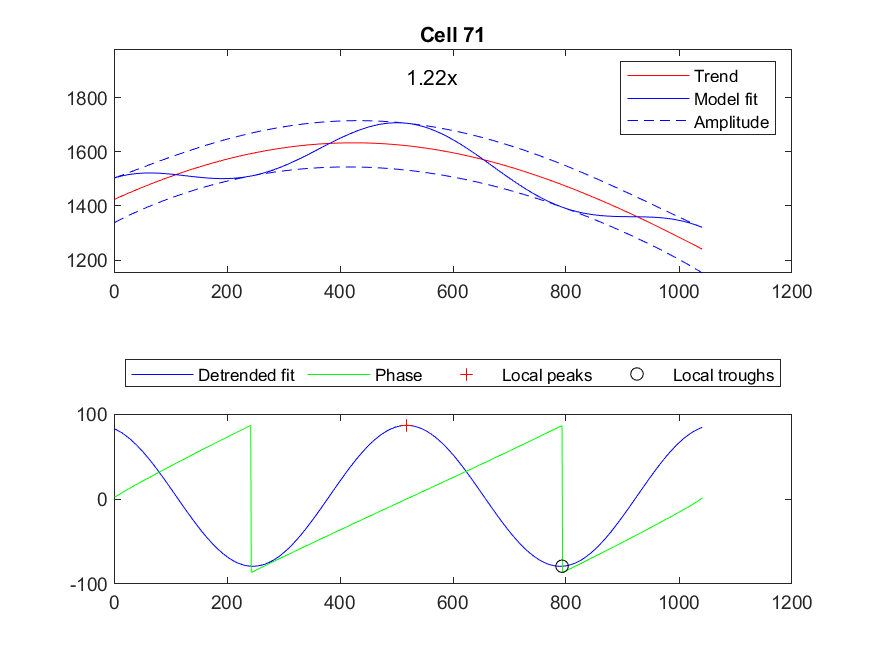 Cell 71
1.22x
Trend
Model fit
Amplitude
1800
1600
1400
1200
0 200 400 600 800 1000 1200
Detrended fit Phase Local peaks Local troughs
100
0
-100
0 200 400 600 800 1000 1200